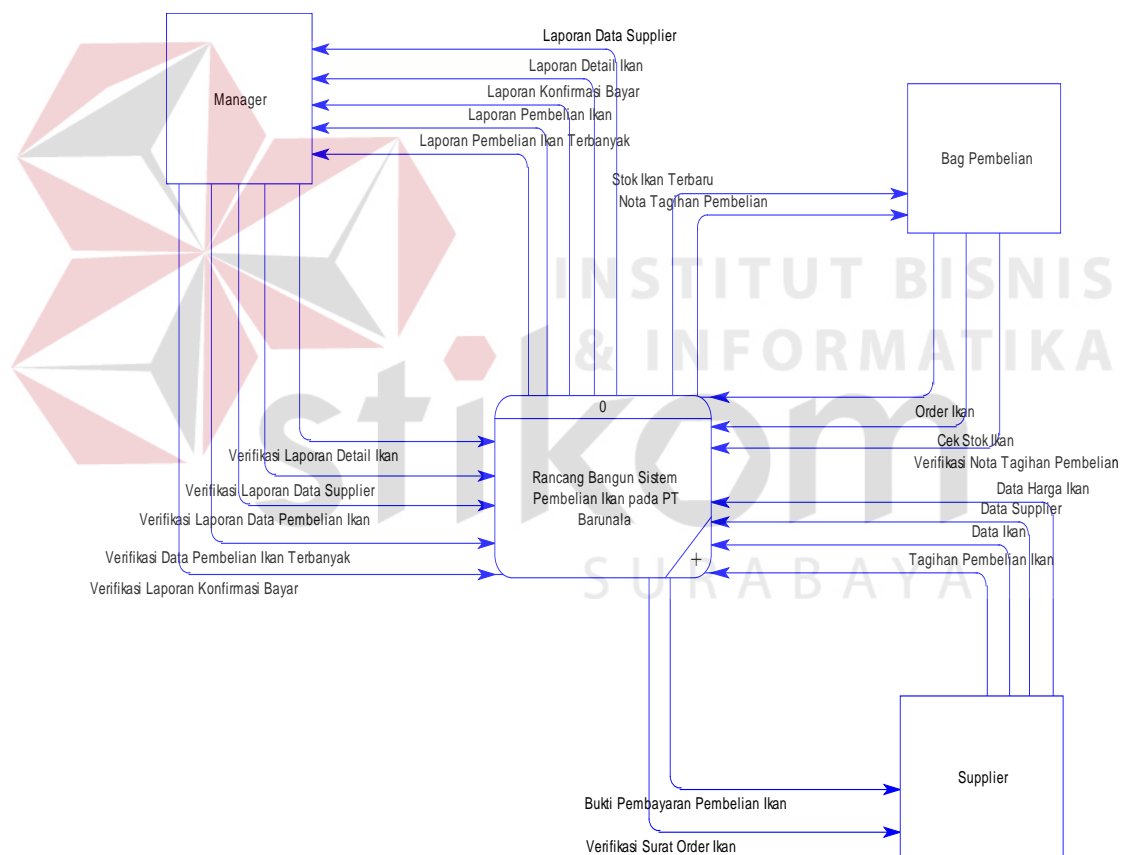 Laporan Data Supplier
Laporan Detail Ikan
Laporan Konfirmasi Bayar
Laporan Pembelian Ikan
Laporan Pembelian Ikan Terbanyak
Manager
Bag Pembelian
Stok Ikan Terbaru
Nota Tagihan Pembelian
INSTITUT BISNIS
& INFORMATIKA
stikom
SURABAYA
0
Rancang Bangun Sistem
Pembelian Ikan pada PT
Barunala
+
Order Ikan
Cek Stok Ikan
Verifikasi Nota Tagihan Pembelian
Verifikasi Laporan Detail Ikan
Verifikasi Laporan Data Supplier
Verifikasi Laporan Data Pembelian Ikan
Verifikasi Data Pembelian Ikan Terbanyak
Verifikasi Laporan Konfirmasi Bayar
Data Harga Ikan
Data Supplier
Data Ikan
Tagihan Pembelian Ikan
Supplier
Bukti Pembayaran Pembelian Ikan
Verifikasi Surat Order Ikan